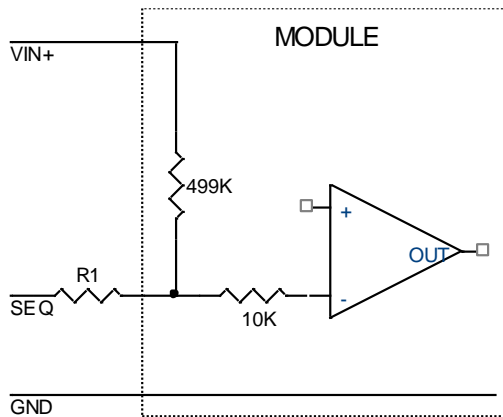 MODULE
VIN+
499K
+
OUT
R1
SEQ
10K
-
GND